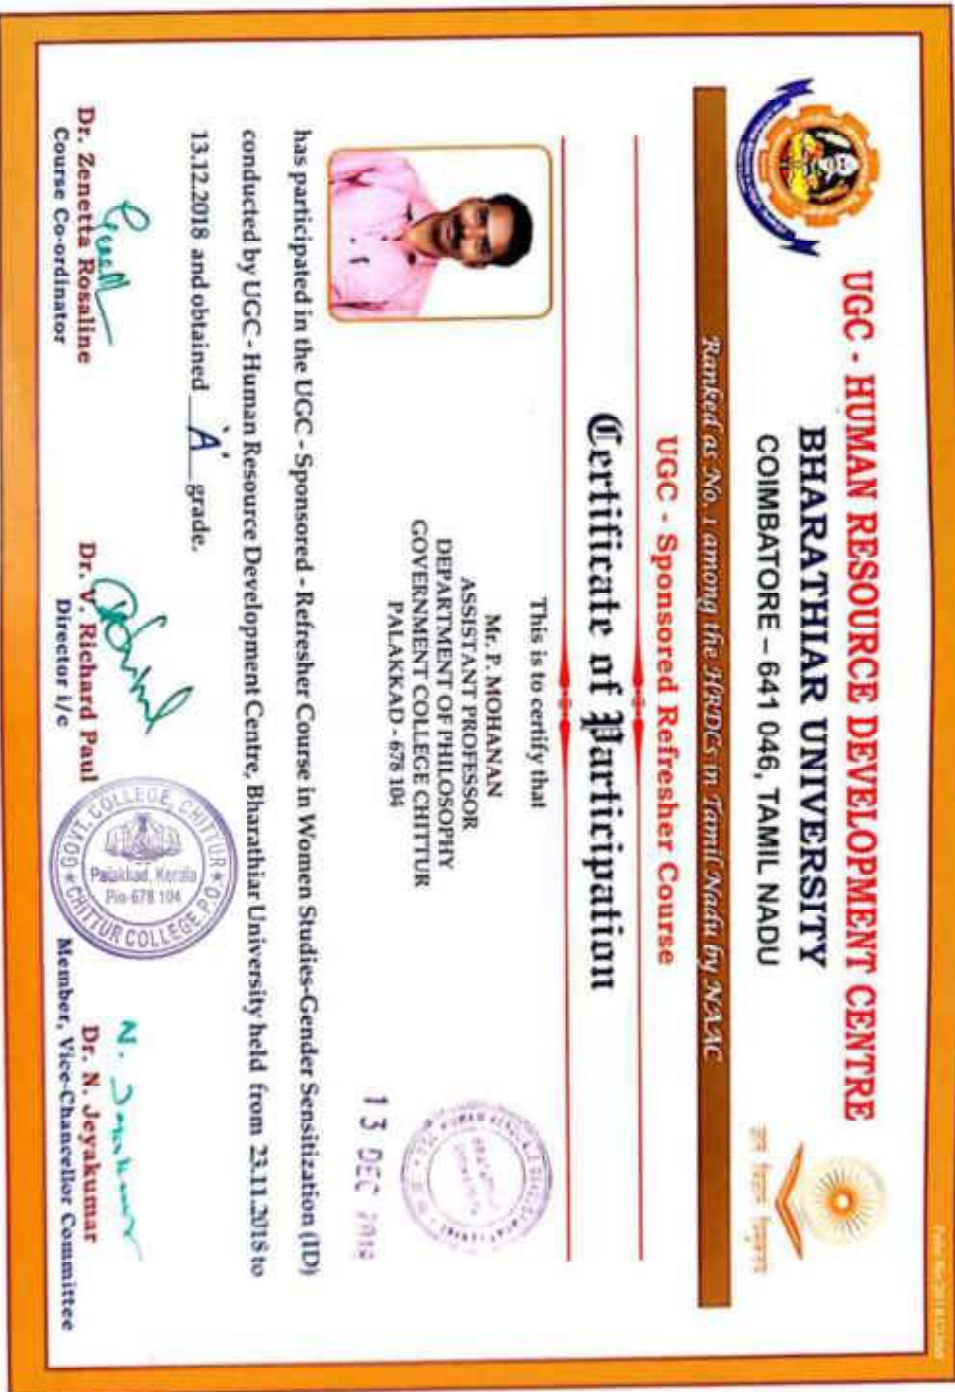 UGC - HUMAN RESOURCE DEVELOPMENT CENTRE
BHARATHIAR UNIVERSITY
COIMBATORE – 641 046, TAMIL NADU
Ranked as No. 1 among the HRDCs in Tamil Nadu by NAAC
UGC - Sponsored Refresher Course
Certificate of Participation
This is to certify that
Mr. P. MOHANAN
ASSISTANT PROFESSOR
DEPARTMENT OF PHILOSOPHY
GOVERNMENT COLLEGE CHITTUR
PALAKKAD - 678 104
13 DEC 2018
has participated in the UGC - Sponsored - Refresher Course in Women Studies-Gender Sensitization (ID)
conducted by UGC - Human Resource Development Centre, Bharathiar University held from 23.11.2018 to
13.12.2018 and obtained 'A' grade.
Dr. Zenetta Rosaline
Course Co-ordinator
Dr. V. Richard Paul
Director i/c
GOVT. COLLEGE, CHITTUR
Palakkad, Kerala
Pin-678 104
CHITTUR COLLEGE.P.O.
N. Jeyakumar
Dr. N. Jeyakumar
Member, Vice-Chancellor Committee